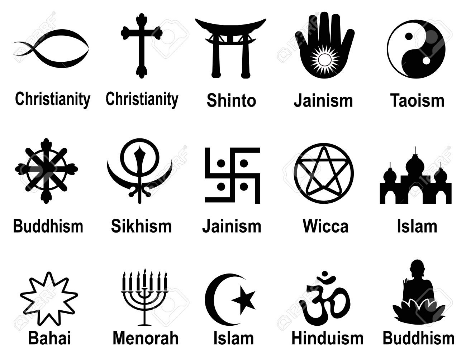 Christianity Christianity Shinto Jainism Taoism
Buddhism Sikhism Jainism Wicca Islam
Bahai Menorah Islam Hinduism Buddhism